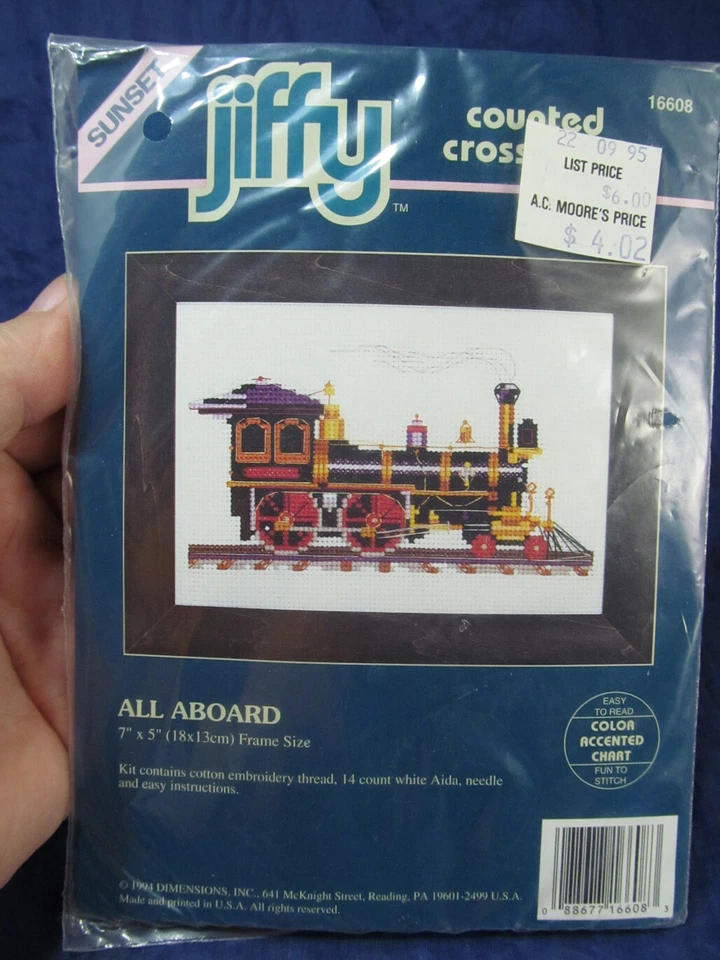 SUNSET
jiffy
TM
counted
cross
16608
22 09 95
LIST PRICE
$6.00
A.C. MOORE'S PRICE
$ 4.02
ALL ABOARD
7" x 5" (18x13cm) Frame Size
Kit contains cotton embroidery thread, 14 count white Aida, needle
and easy instructions.
EASY
TO READ
COLOR
ACCENTED
CHART
FUN TO
STITCH
© 1994 DIMENSIONS, INC., 641 McKnight Street, Reading, PA 19601-2499 U.S.A.
Made and printed in U.S.A. All rights reserved.
0 88677 16608 3